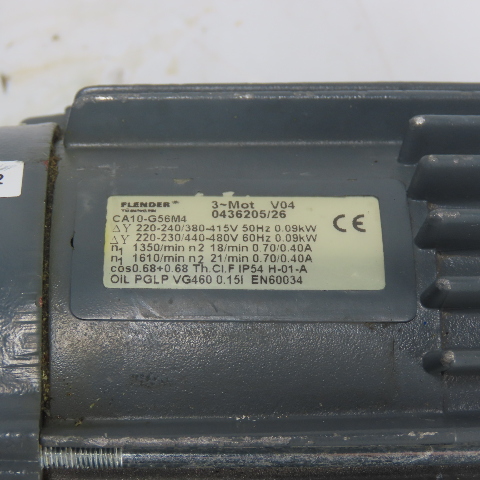 FLENDER 3~Mot V04
CA10-G56M4 0436205/26
△Y 220-240/380-415V 50Hz 0.09kW
△Y 220-230/440-480V 60Hz 0.09kW
n1 1350/min n2 18/min 0.70/0.40A
n1 1610/min n2 21/min 0.70/0.40A
cos0.68+0.68 Th.Cl.F IP54 H-01-A
OIL PGLP VG460 0.15l EN60034
CE
2